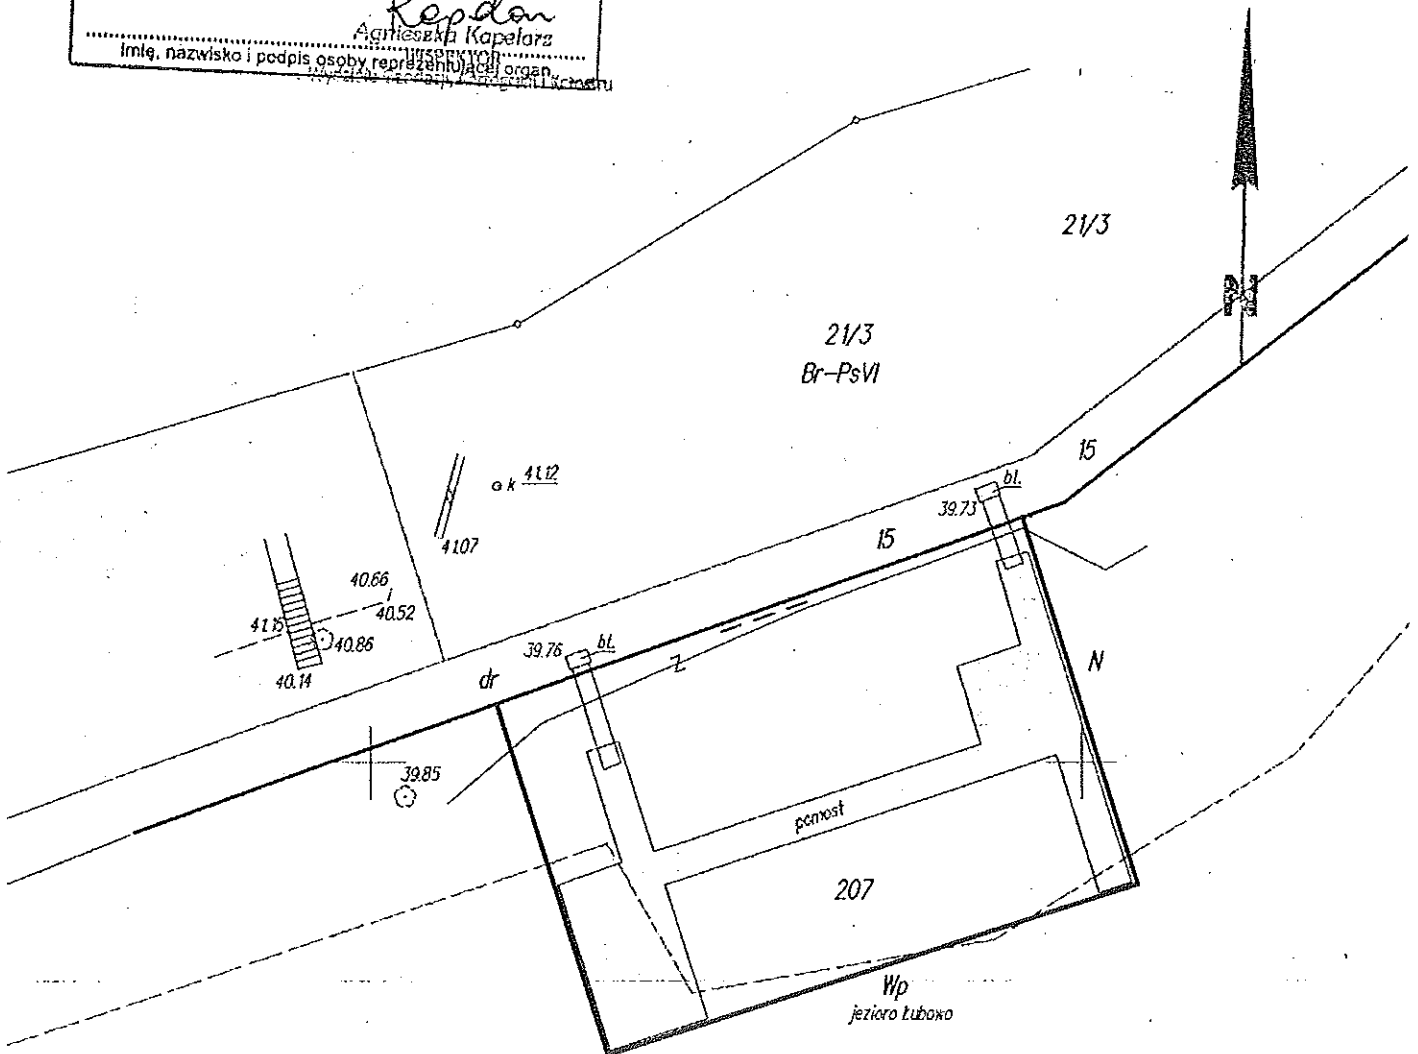 Agnieszka Kapelarz
INSPEKTOR
Imię, nazwisko i podpis osoby reprezentującej organ
21/3
21/3
Br-PsVI
15
k 41.12
bl.
39.73
41.07
15
40.66
40.52
41.15
40.86
39.76
bl.
40.14
dr
N
39.85
pomost
207
Wp
jezioro Łubowo